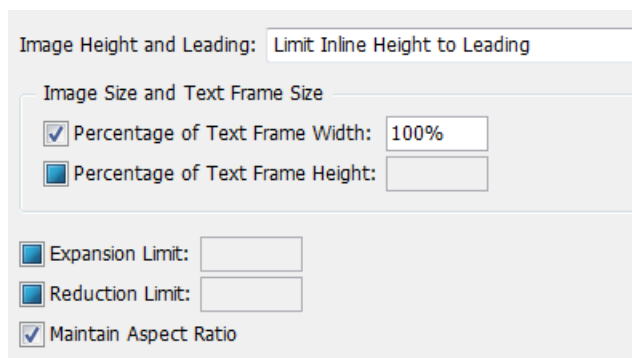 Image Height and Leading: Limit Inline Height to Leading
Image Size and Text Frame Size
Percentage of Text Frame Width: 100%
Percentage of Text Frame Height:
Expansion Limit:
Reduction Limit:
Maintain Aspect Ratio